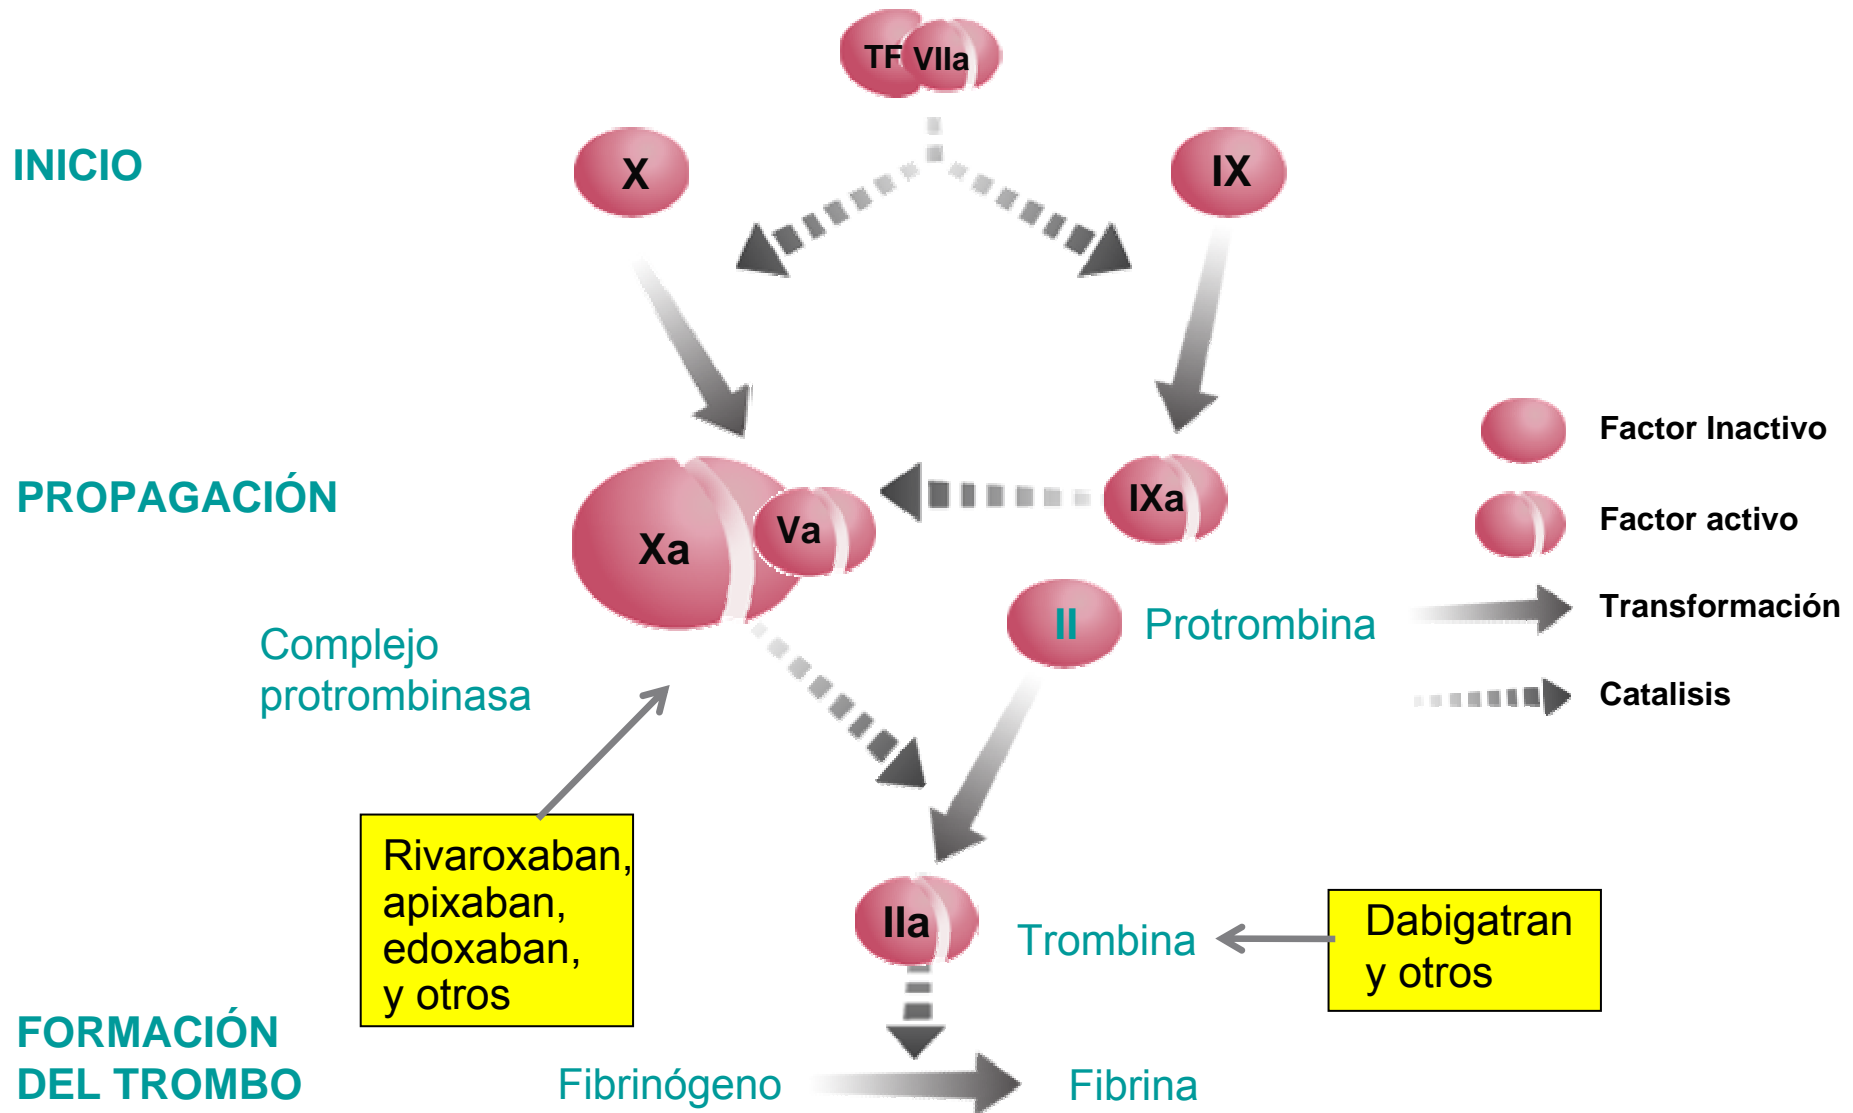 TF VIIa
INICIO
X
IX
PROPAGACIÓN
Xa
Va
IXa
Factor Inactivo
Factor activo
Transformación
Catalisis
II
Protrombina
Complejo
protrombinasa
Rivaroxaban,
apixaban,
edoxaban,
y otros
IIa
Trombina
Dabigatran
y otros
FORMACIÓN
DEL TROMBO
Fibrinógeno
Fibrina